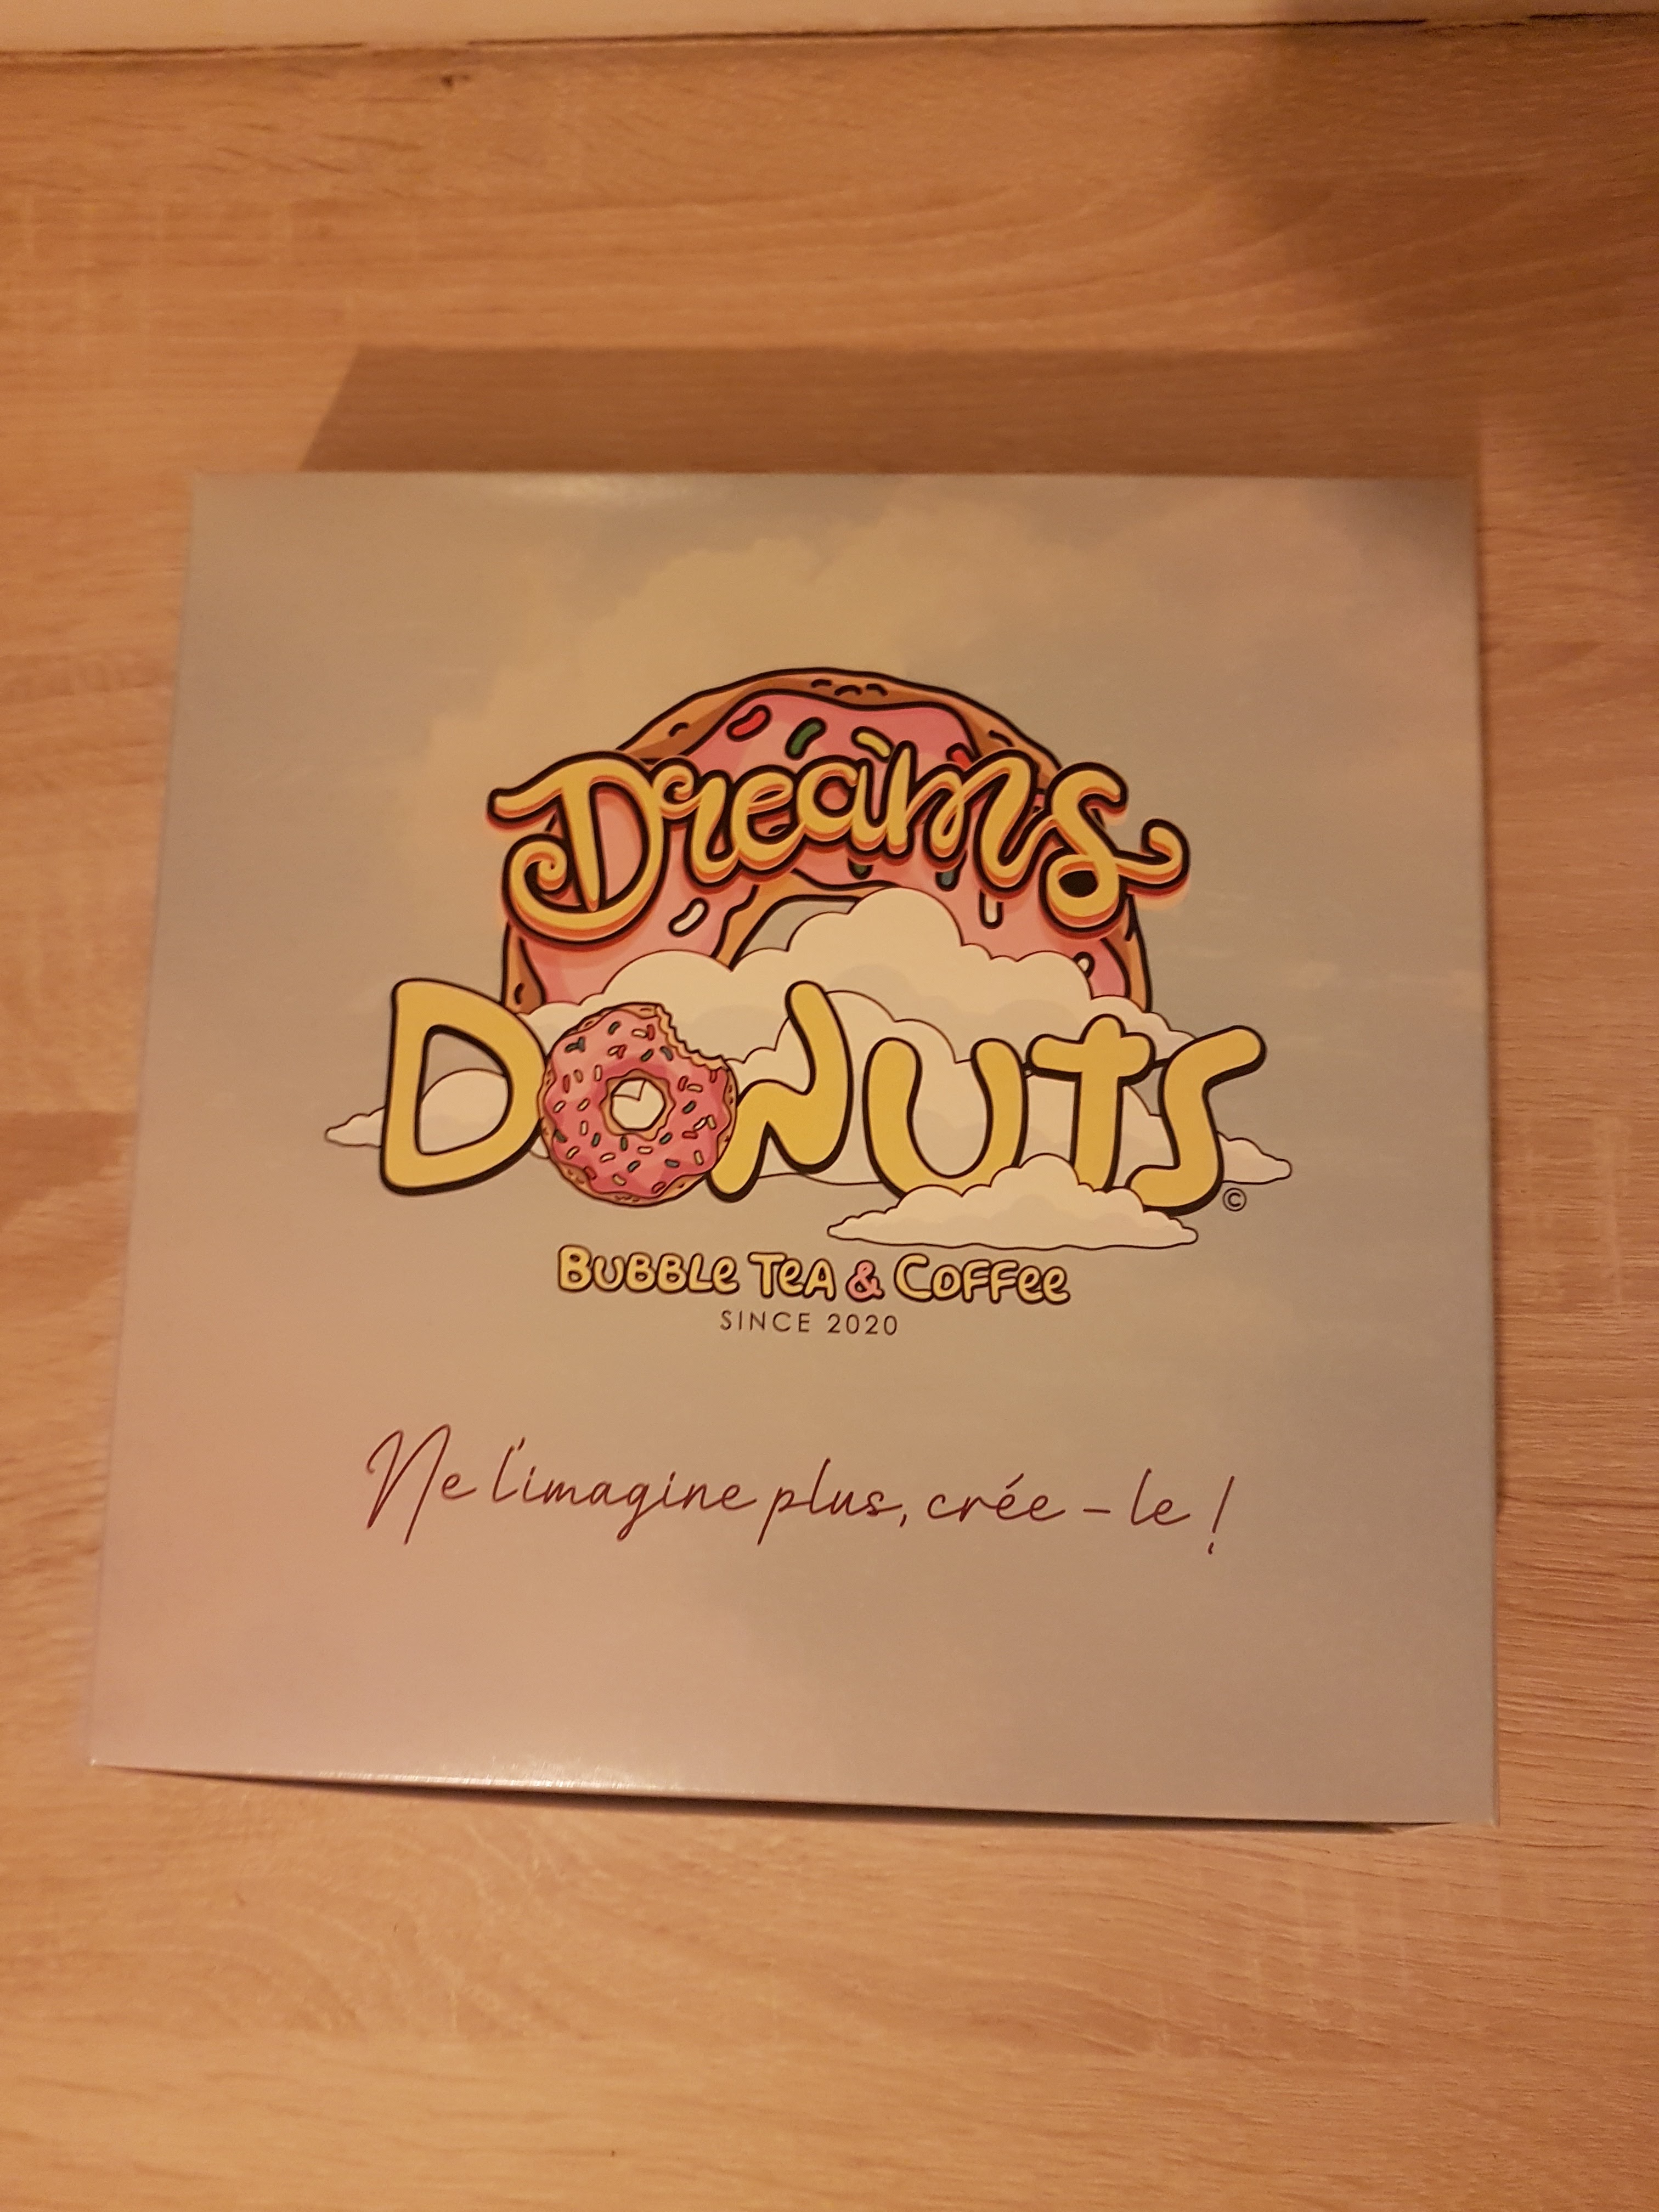 Dreams
DONUTS
©
BUBBLe TeA & COFFee
SINCE 2020
Ne l'imagine plus, crée-le !